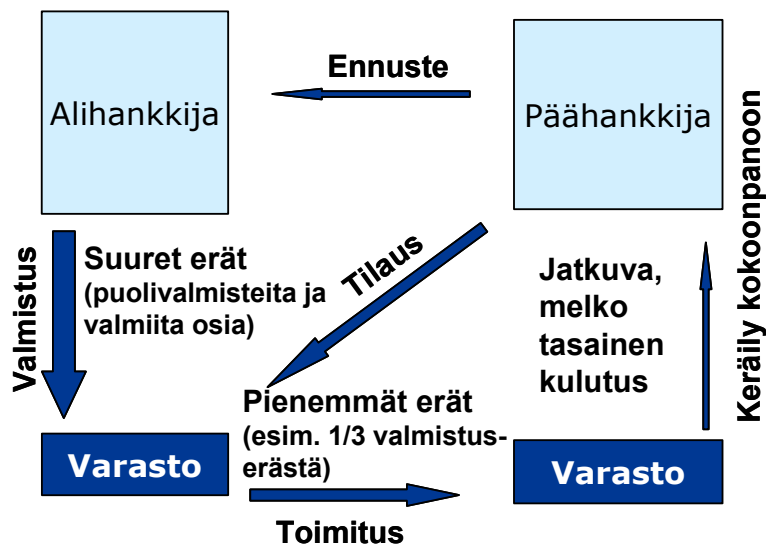 Ennuste
Alihankkija
Päähankkija
Valmistus
Suuret erät
(puolivalmisteita ja
valmiita osia)
Tilaus
Jatkuva,
melko
tasainen
kulutus
Keräily kokoonpanoon
Pienemmät erät
(esim. 1/3 valmistus-
erästä)
Varasto
Varasto
Toimitus